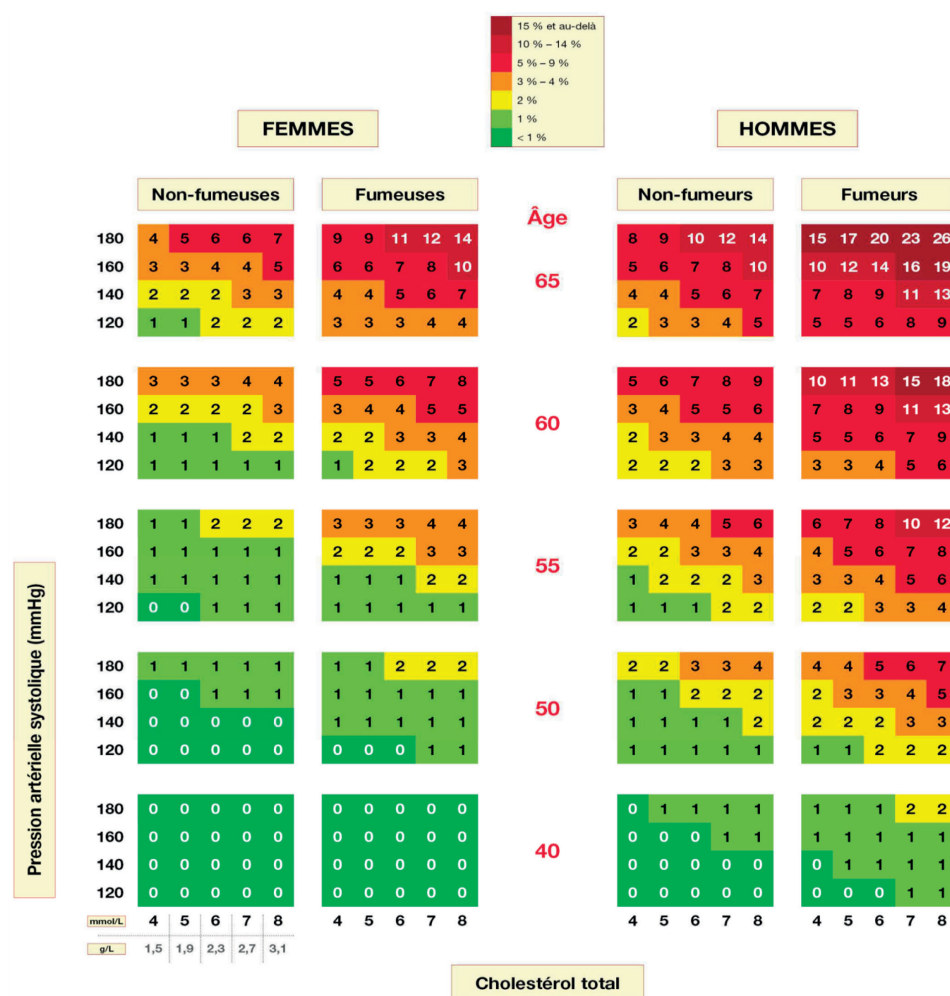 15 % et au-delà
10 % – 14 %
5 % – 9 %
3 % – 4 %
2 %
1 %
< 1 %
FEMMES HOMMES
Non-fumeuses Fumeuses Âge Non-fumeurs Fumeurs
180 4 5 6 6 7 9 9 11 12 14 8 9 10 12 14 15 17 20 23 26
160 3 3 4 4 5 6 6 7 8 10 65 5 6 7 8 10 10 12 14 16 19
140 2 2 2 3 3 4 4 5 6 7 4 4 5 6 7 7 8 9 11 13
120 1 1 2 2 2 3 3 3 4 4 2 3 3 4 5 5 5 6 8 9
180 3 3 3 4 4 5 5 6 7 8 5 6 7 8 9 10 11 13 15 18
160 2 2 2 2 3 3 4 4 5 5 60 3 4 5 5 6 7 8 9 11 13
140 1 1 1 2 2 2 2 3 3 4 2 3 3 4 4 5 5 6 7 9
120 1 1 1 1 1 1 2 2 2 3 2 2 2 3 3 3 3 4 5 6
180 1 1 2 2 2 3 3 3 4 4 3 4 4 5 6 6 7 8 10 12
160 1 1 1 1 1 2 2 2 3 3 55 2 2 3 3 4 4 5 6 7 8
140 1 1 1 1 1 1 1 1 2 2 1 2 2 2 3 3 3 4 5 6
120 0 0 1 1 1 1 1 1 1 1 1 1 1 2 2 2 2 3 3 4
180 1 1 1 1 1 1 1 2 2 2 2 2 3 3 4 4 4 5 6 7
160 0 0 1 1 1 1 1 1 1 1 50 1 1 2 2 2 2 3 3 4 5
140 0 0 0 0 0 1 1 1 1 1 1 1 1 1 2 2 2 2 3 3
120 0 0 0 0 0 0 0 0 1 1 1 1 1 1 1 1 1 2 2 2
180 0 0 0 0 0 0 0 0 0 0 0 1 1 1 1 1 1 1 2 2
160 0 0 0 0 0 0 0 0 0 0 40 0 0 0 1 1 1 1 1 1 1
140 0 0 0 0 0 0 0 0 0 0 0 0 0 0 0 0 1 1 1 1
120 0 0 0 0 0 0 0 0 0 0 0 0 0 0 0 0 0 0 1 1
mmol/L 4 5 6 7 8 4 5 6 7 8 4 5 6 7 8 4 5 6 7 8
g/L 1,5 1,9 2,3 2,7 3,1
Pression artérielle systolique (mmHg)
Cholestérol total